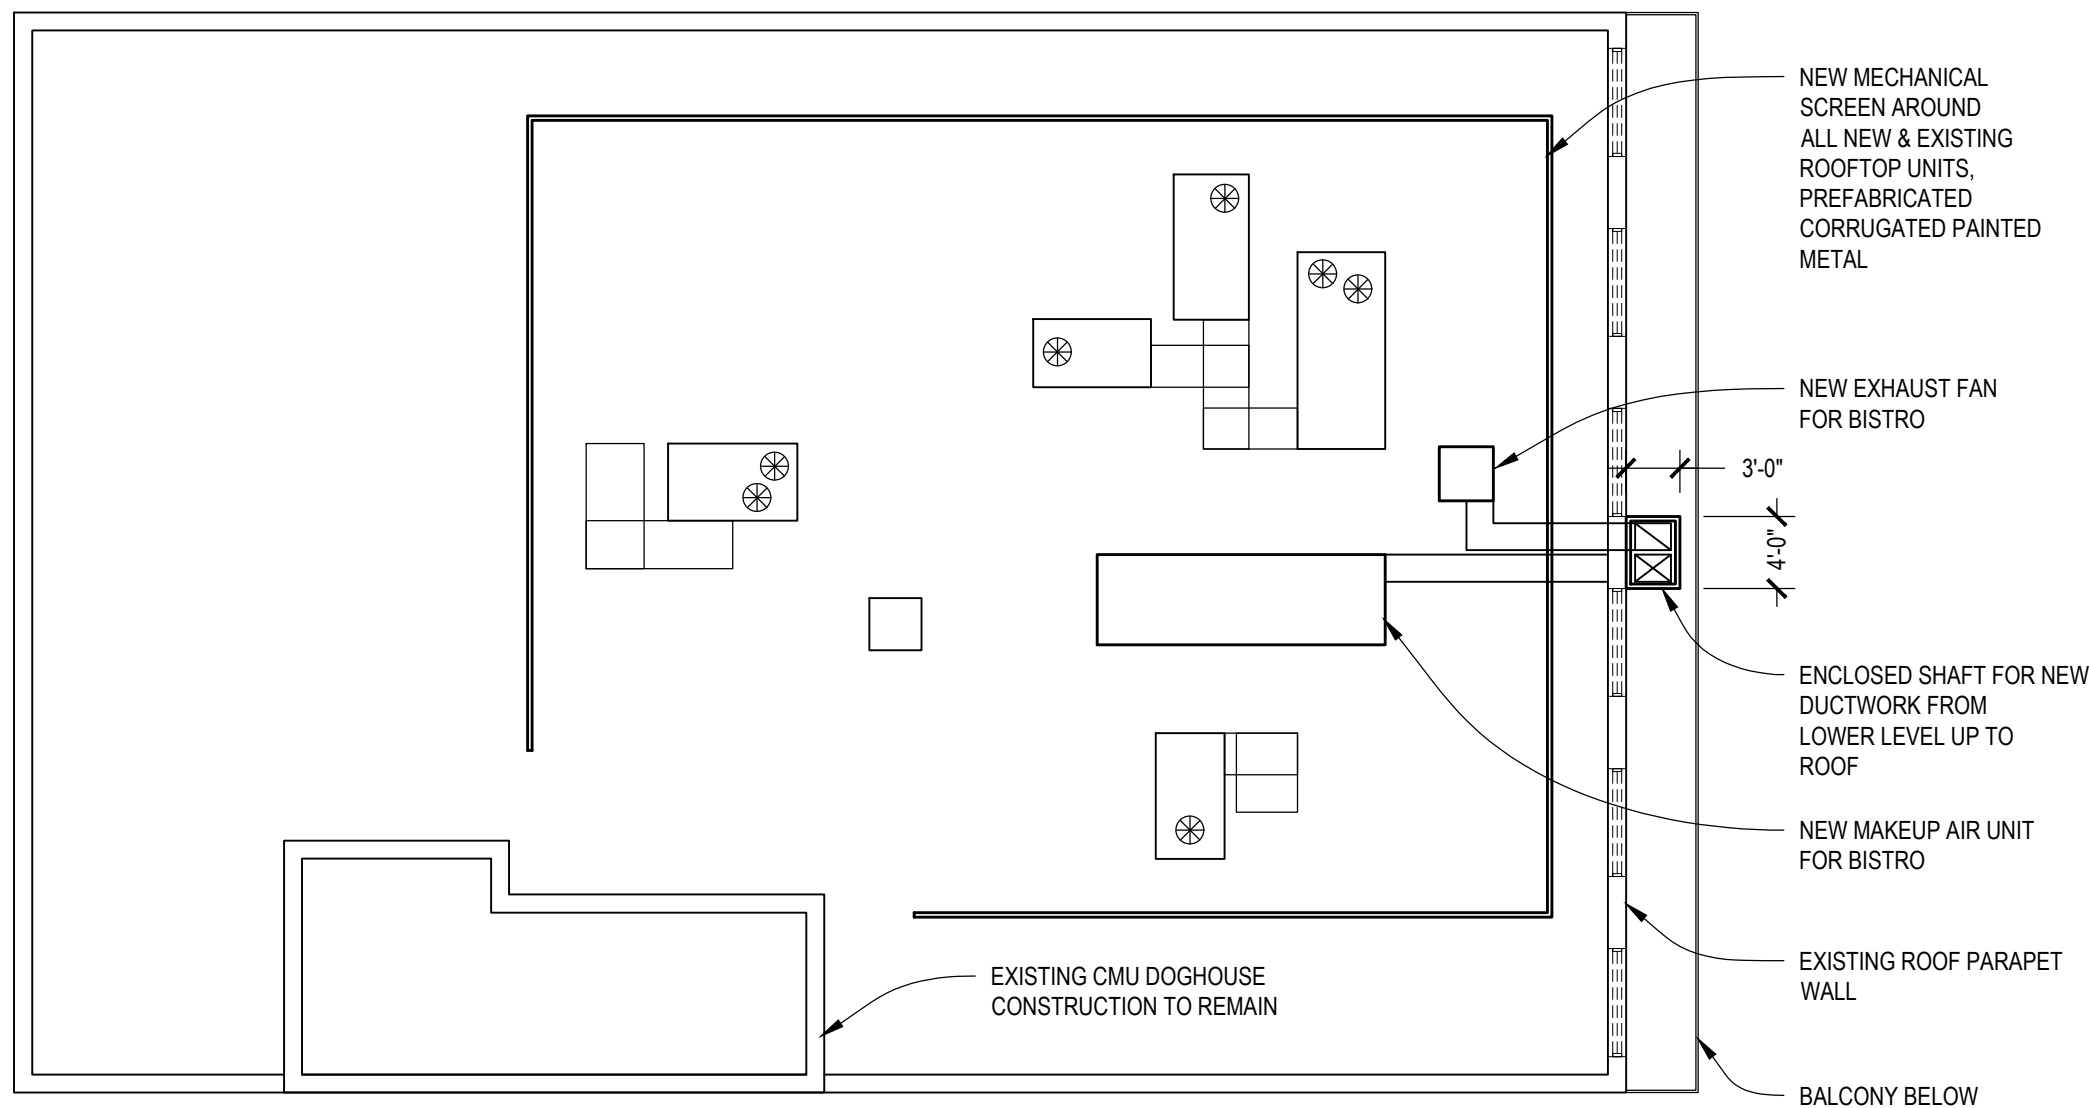 NEW MECHANICAL
SCREEN AROUND
ALL NEW & EXISTING
ROOFTOP UNITS,
PREFABRICATED
CORRUGATED PAINTED
METAL
NEW EXHAUST FAN
FOR BISTRO
3'-0"
4'-0"
ENCLOSED SHAFT FOR NEW
DUCTWORK FROM
LOWER LEVEL UP TO
ROOF
NEW MAKEUP AIR UNIT
FOR BISTRO
EXISTING ROOF PARAPET
WALL
EXISTING CMU DOGHOUSE
CONSTRUCTION TO REMAIN
BALCONY BELOW